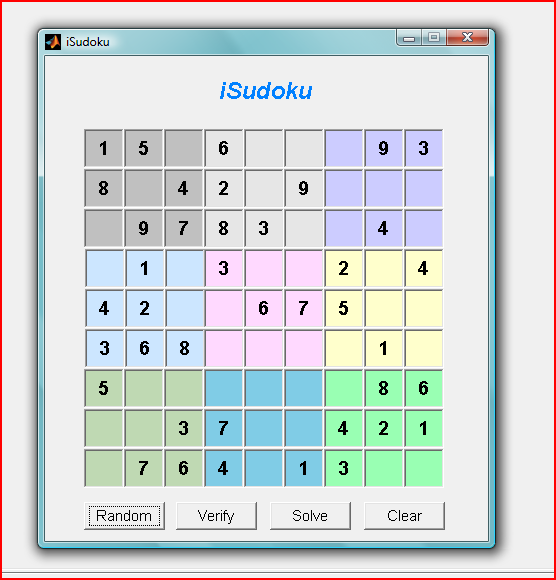 iSudoku
iSudoku
1 5 6 9 3
8 4 2 9
9 7 8 3 4
1 3 2 4
4 2 6 7 5
3 6 8 1
5 8 6
3 7 4 2 1
7 6 4 1 3
Random Verify Solve Clear